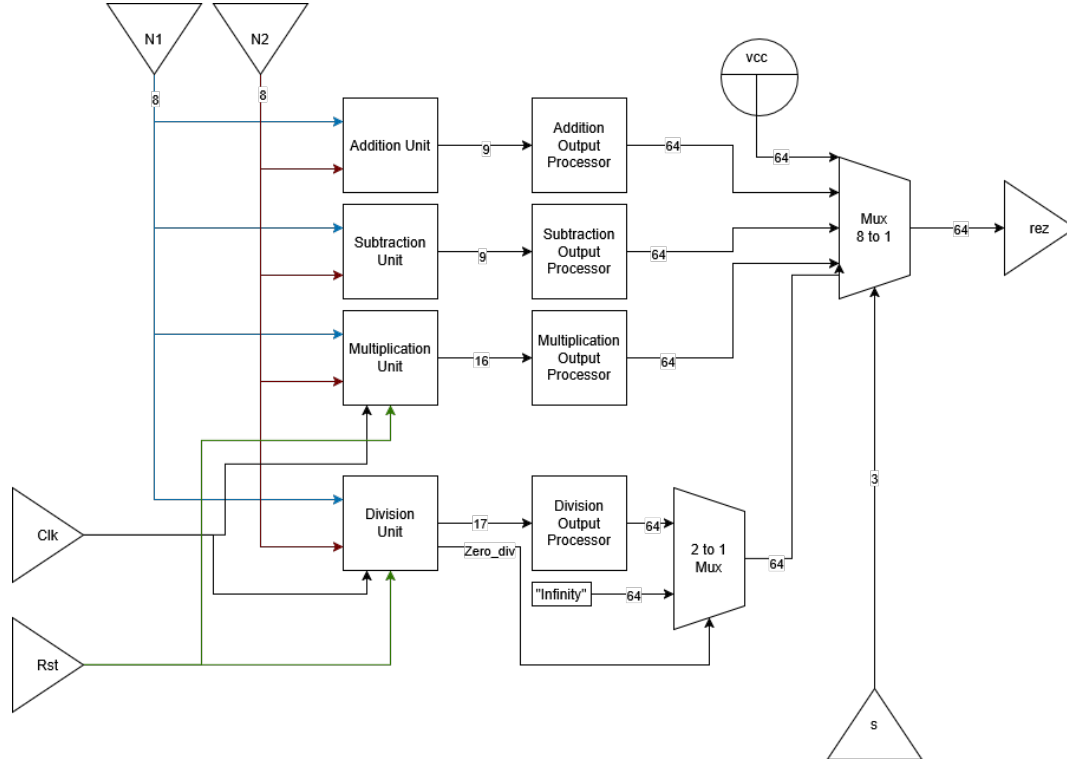 N1
N2
8
8
vcc
Addition Unit
9
Addition
Output
Processor
64
64
Mux
8 to 1
64
rez
Subtraction
Unit
9
Subtraction
Output
Processor
64
Multiplication
Unit
16
Multiplication
Output
Processor
64
Clk
Division
Unit
17
Zero_div
Division
Output
Processor
64
"Infinity"
64
2 to 1
Mux
64
3
Rst
s